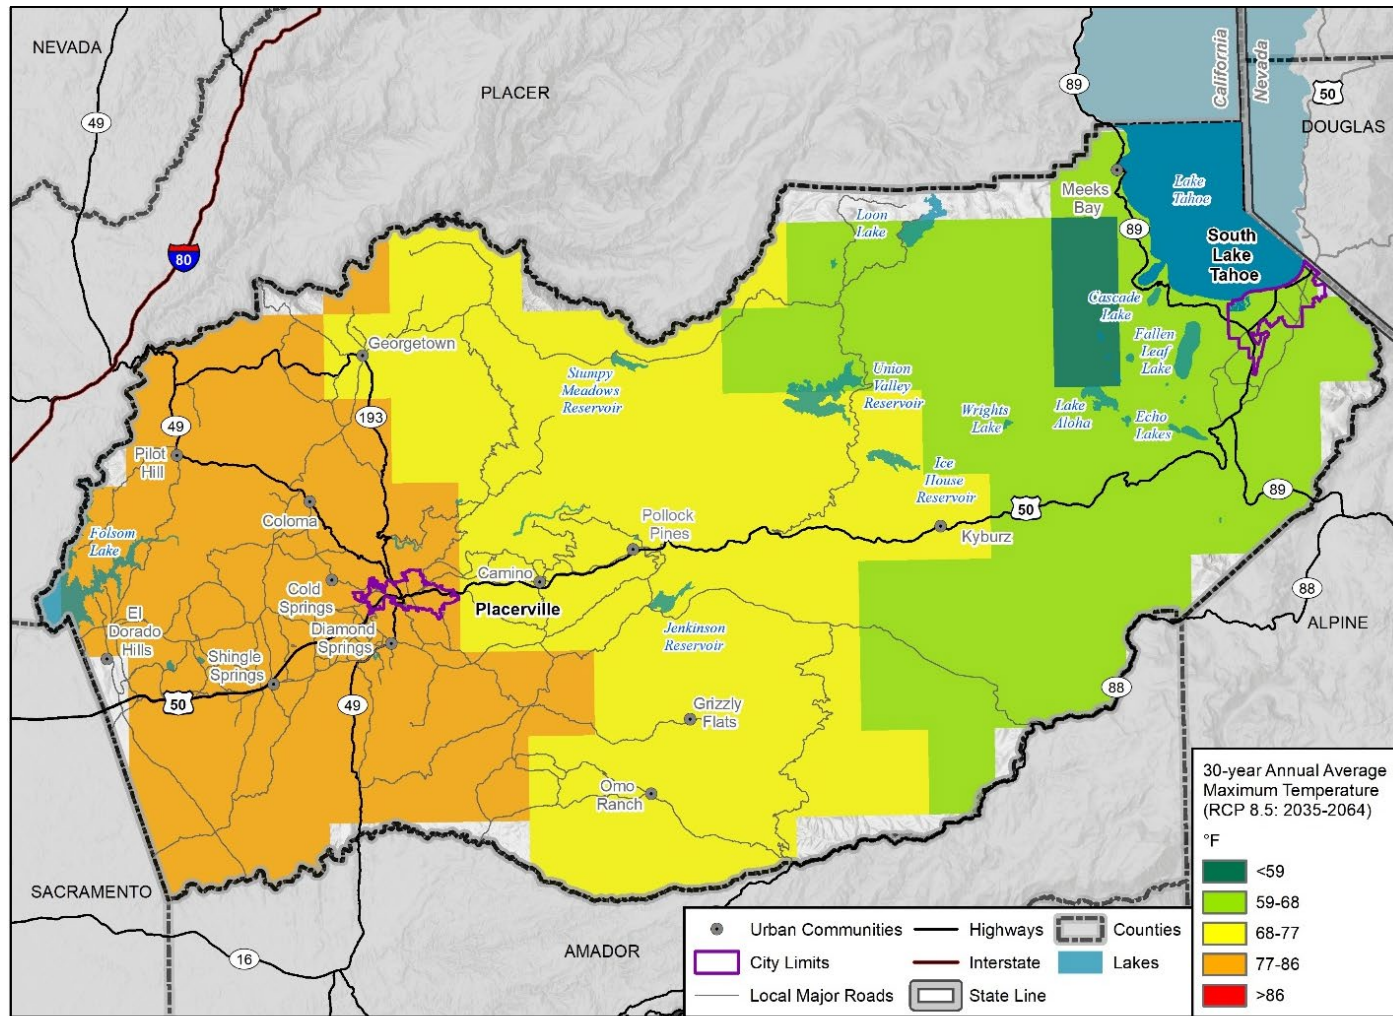 NEVADA
PLACER
89
California
Nevada
50
DOUGLAS
49
80
Meeks
Bay
Lake
Tahoe
Loon
Lake
89
South
Lake
Tahoe
Cascade
Lake
Fallen
Leaf
Lake
Georgetown
Stumpy
Meadows
Reservoir
Union
Valley
Reservoir
193
49
Wrights
Lake
Lake
Aloha
Echo
Lakes
Pilot
Hill
Ice
House
Reservoir
89
50
Coloma
Pollock
Pines
Kyburz
Folsom
Lake
Cold
Springs
Camino
Placerville
88
El
Dorado
Hills
Diamond
Springs
Jenkinson
Reservoir
ALPINE
Shingle
Springs
88
50
49
Grizzly
Flats
Omo
Ranch
SACRAMENTO
16
AMADOR
30-year Annual Average
Maximum Temperature
(RCP 8.5: 2035-2064)
°F
<59
59-68
68-77
77-86
>86
Urban Communities
Highways
Counties
City Limits
Interstate
Lakes
Local Major Roads
State Line